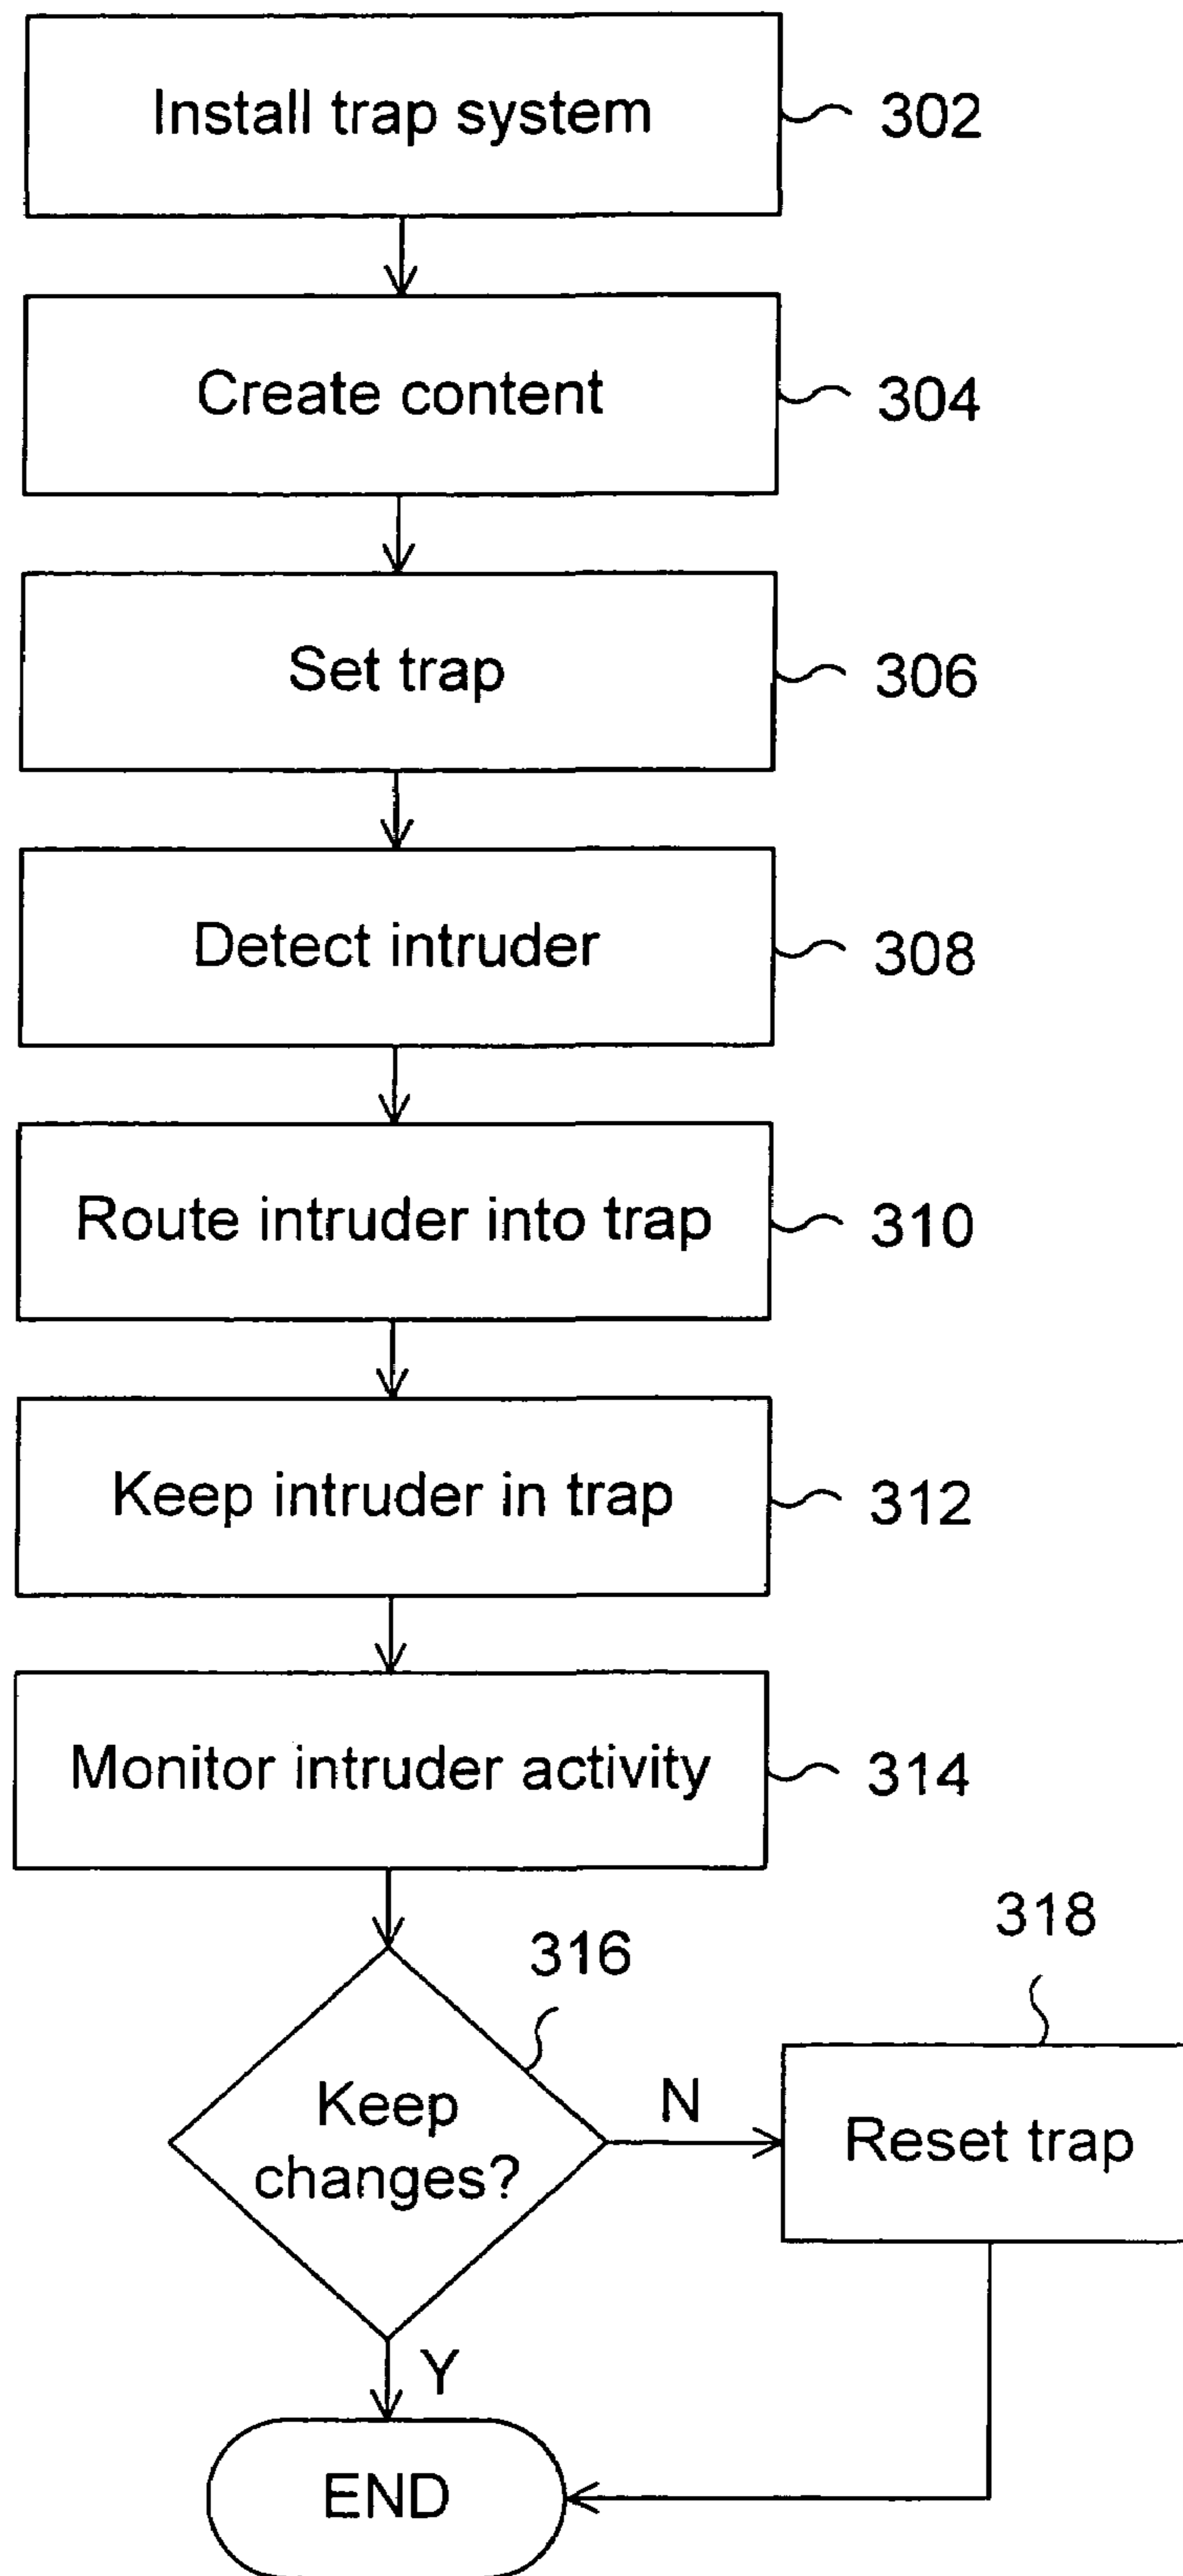 Install trap system
302
Create content
304
Set trap
306
Detect intruder
308
Route intruder into trap
310
Keep intruder in trap
312
Monitor intruder activity
314
316
318
Keep
changes?
N
Reset trap
Y
END